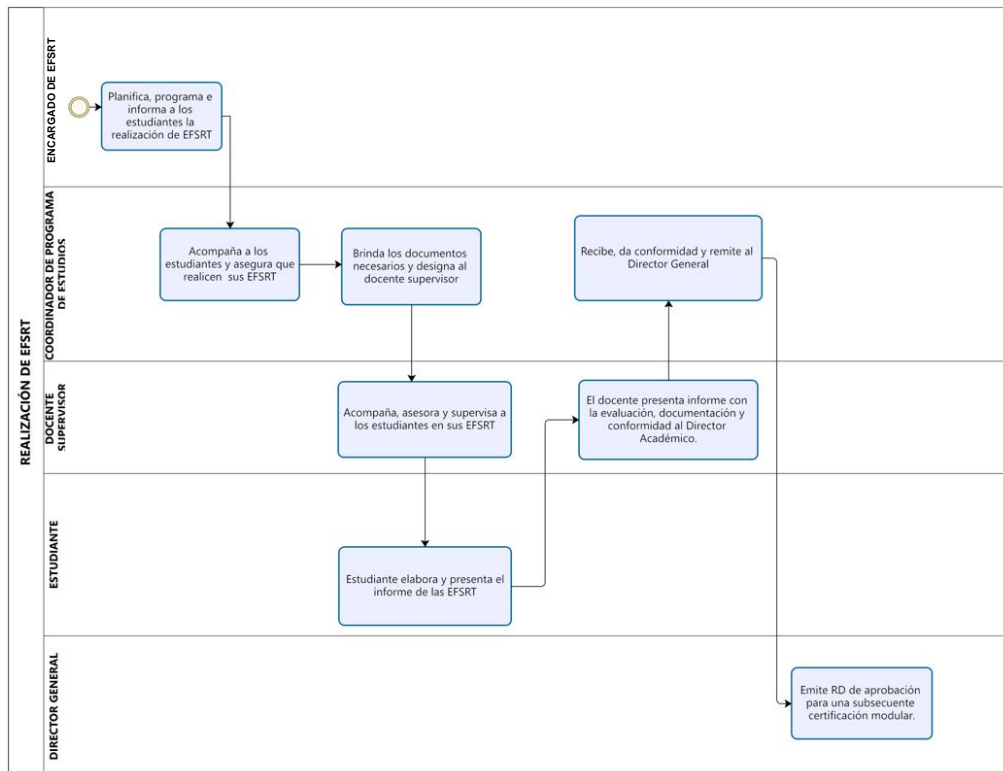 REALIZACIÓN DE EFSRT
ENCARGADO DE EFSRT
Planifica, programa e
informa a los
estudiantes la
realización de EFSRT
COORDINADOR DE PROGRAMA
DE ESTUDIOS
Acompaña a los
estudiantes y asegura que
realicen sus EFSRT
Brinda los documentos
necesarios y designa al
docente supervisor
Recibe, da conformidad y remite al
Director General
DOCENTE
SUPERVISOR
Acompaña, asesora y supervisa a
los estudiantes en sus EFSRT
El docente presenta informe con
la evaluación, documentación y
conformidad al Director
Académico.
ESTUDIANTE
Estudiante elabora y presenta el
informe de las EFSRT
DIRECTOR GENERAL
Emite RD de aprobación
para una subsecuente
certificación modular.